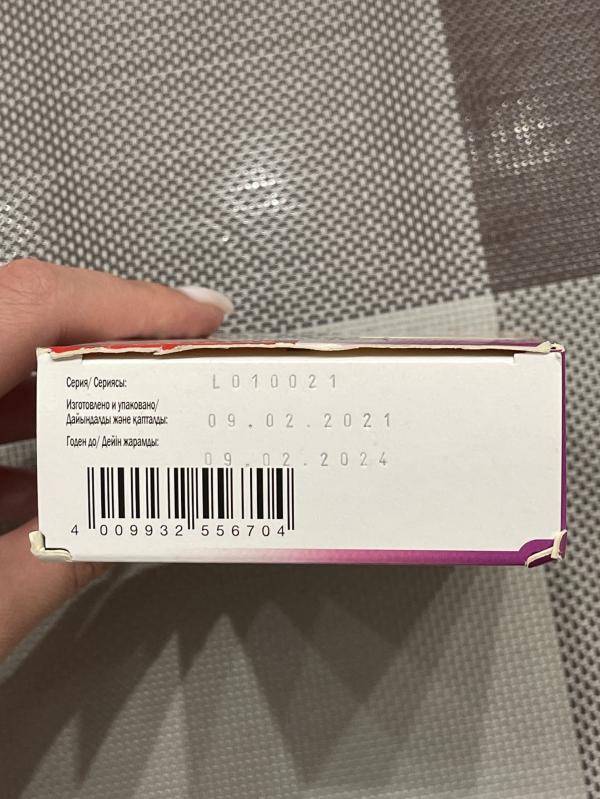 Серия/ Сериясы: L010021
Изготовлено и упаковано/
Дайындалды және қапталды: 09.02.2021
Годен до/ Дейін жарамды:
09.02.2024
4 009932 556704